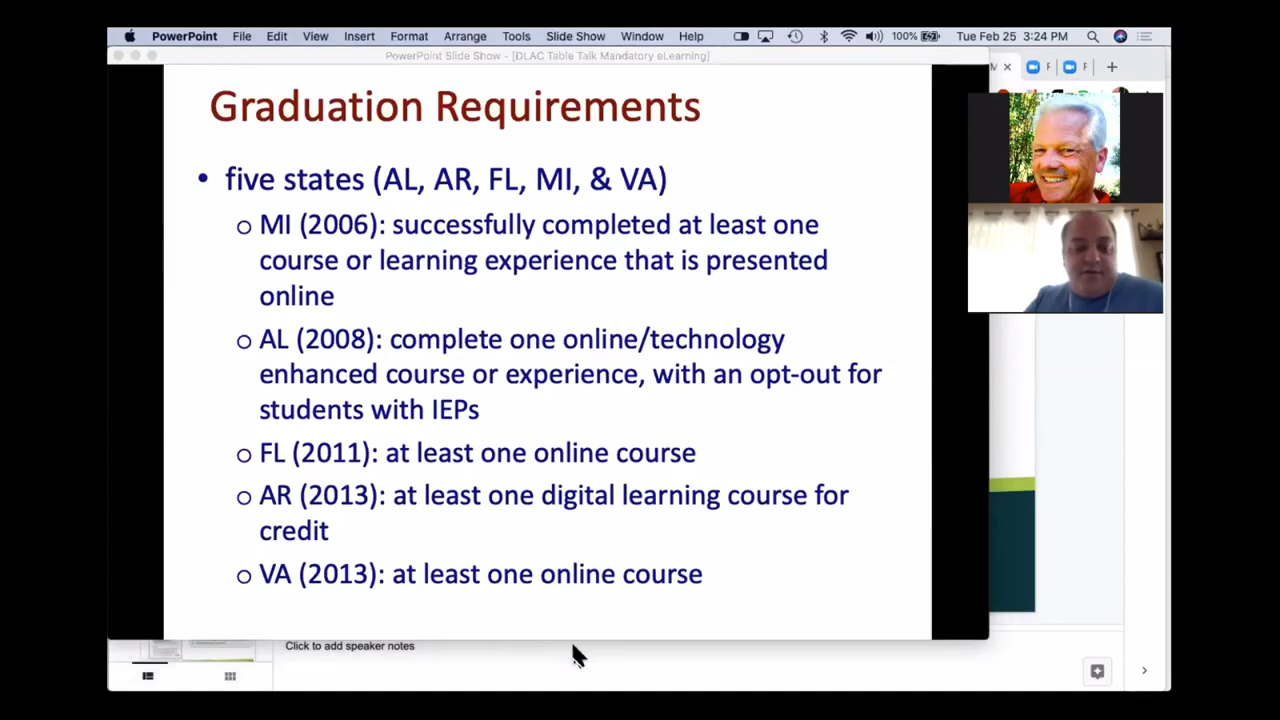 PowerPoint File Edit View Insert Format Arrange Tools Slide Show Window Help 100% Tue Feb 25 3:24 PM
PowerPoint Slide Show - [DLAC Table Talk Mandatory eLearning]
Graduation Requirements
• five states (AL, AR, FL, MI, & VA)
o MI (2006): successfully completed at least one
course or learning experience that is presented
online
o AL (2008): complete one online/technology
enhanced course or experience, with an opt-out for
students with IEPs
o FL (2011): at least one online course
o AR (2013): at least one digital learning course for
credit
o VA (2013): at least one online course
Click to add speaker notes